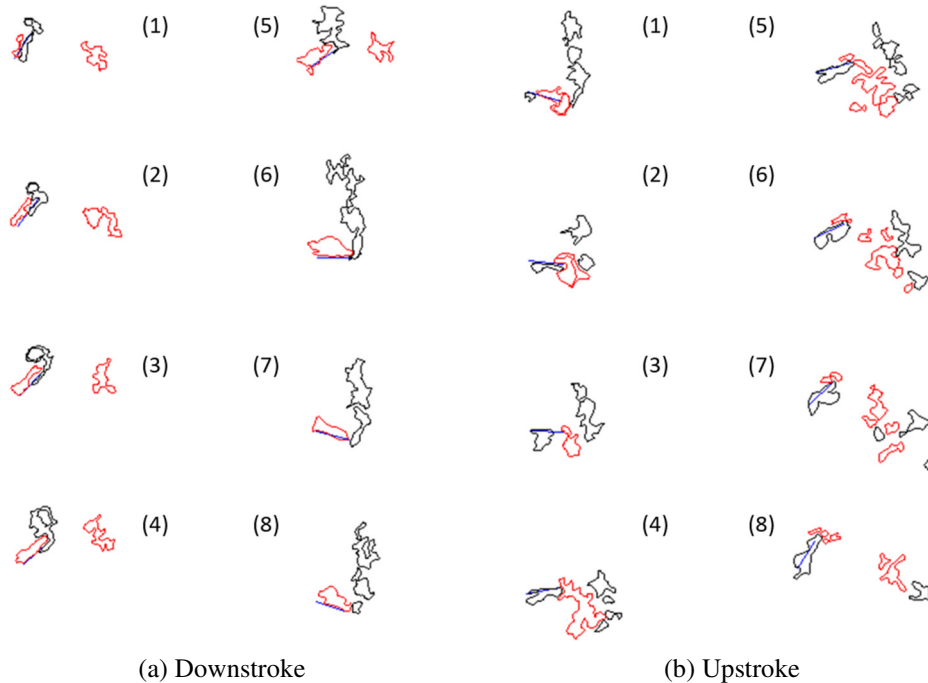 (1) (5) (1) (5)
(2) (6) (2) (6)
(3) (7) (3) (7)
(4) (8) (4) (8)
(a) Downstroke (b) Upstroke